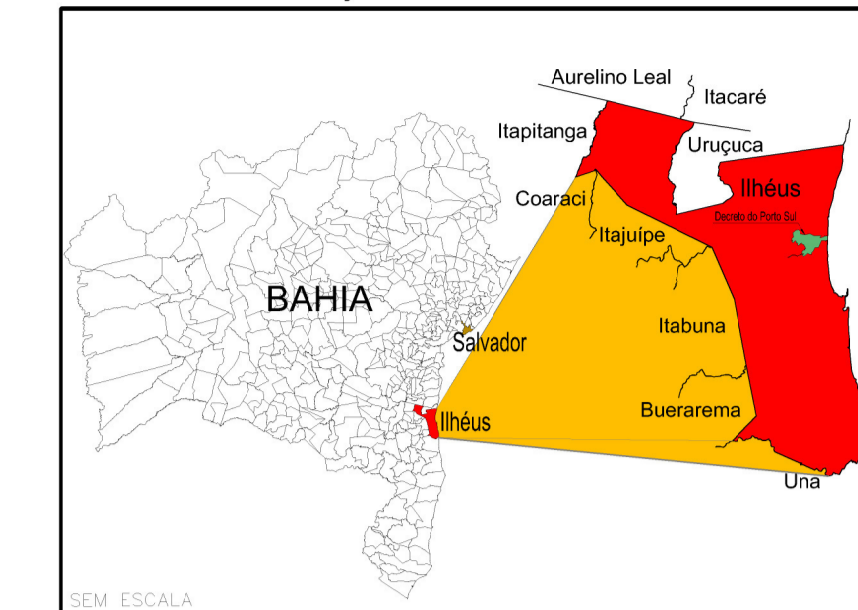 Aurelino Leal
Itacaré
Itapitanga
Uruçuca
Ilhéus
Coaraci
Decreto do Porto Sul
Itajuípe
BAHIA
Itabuna
Salvador
Buerarema
Ilhéus
Una
SEM ESCALA